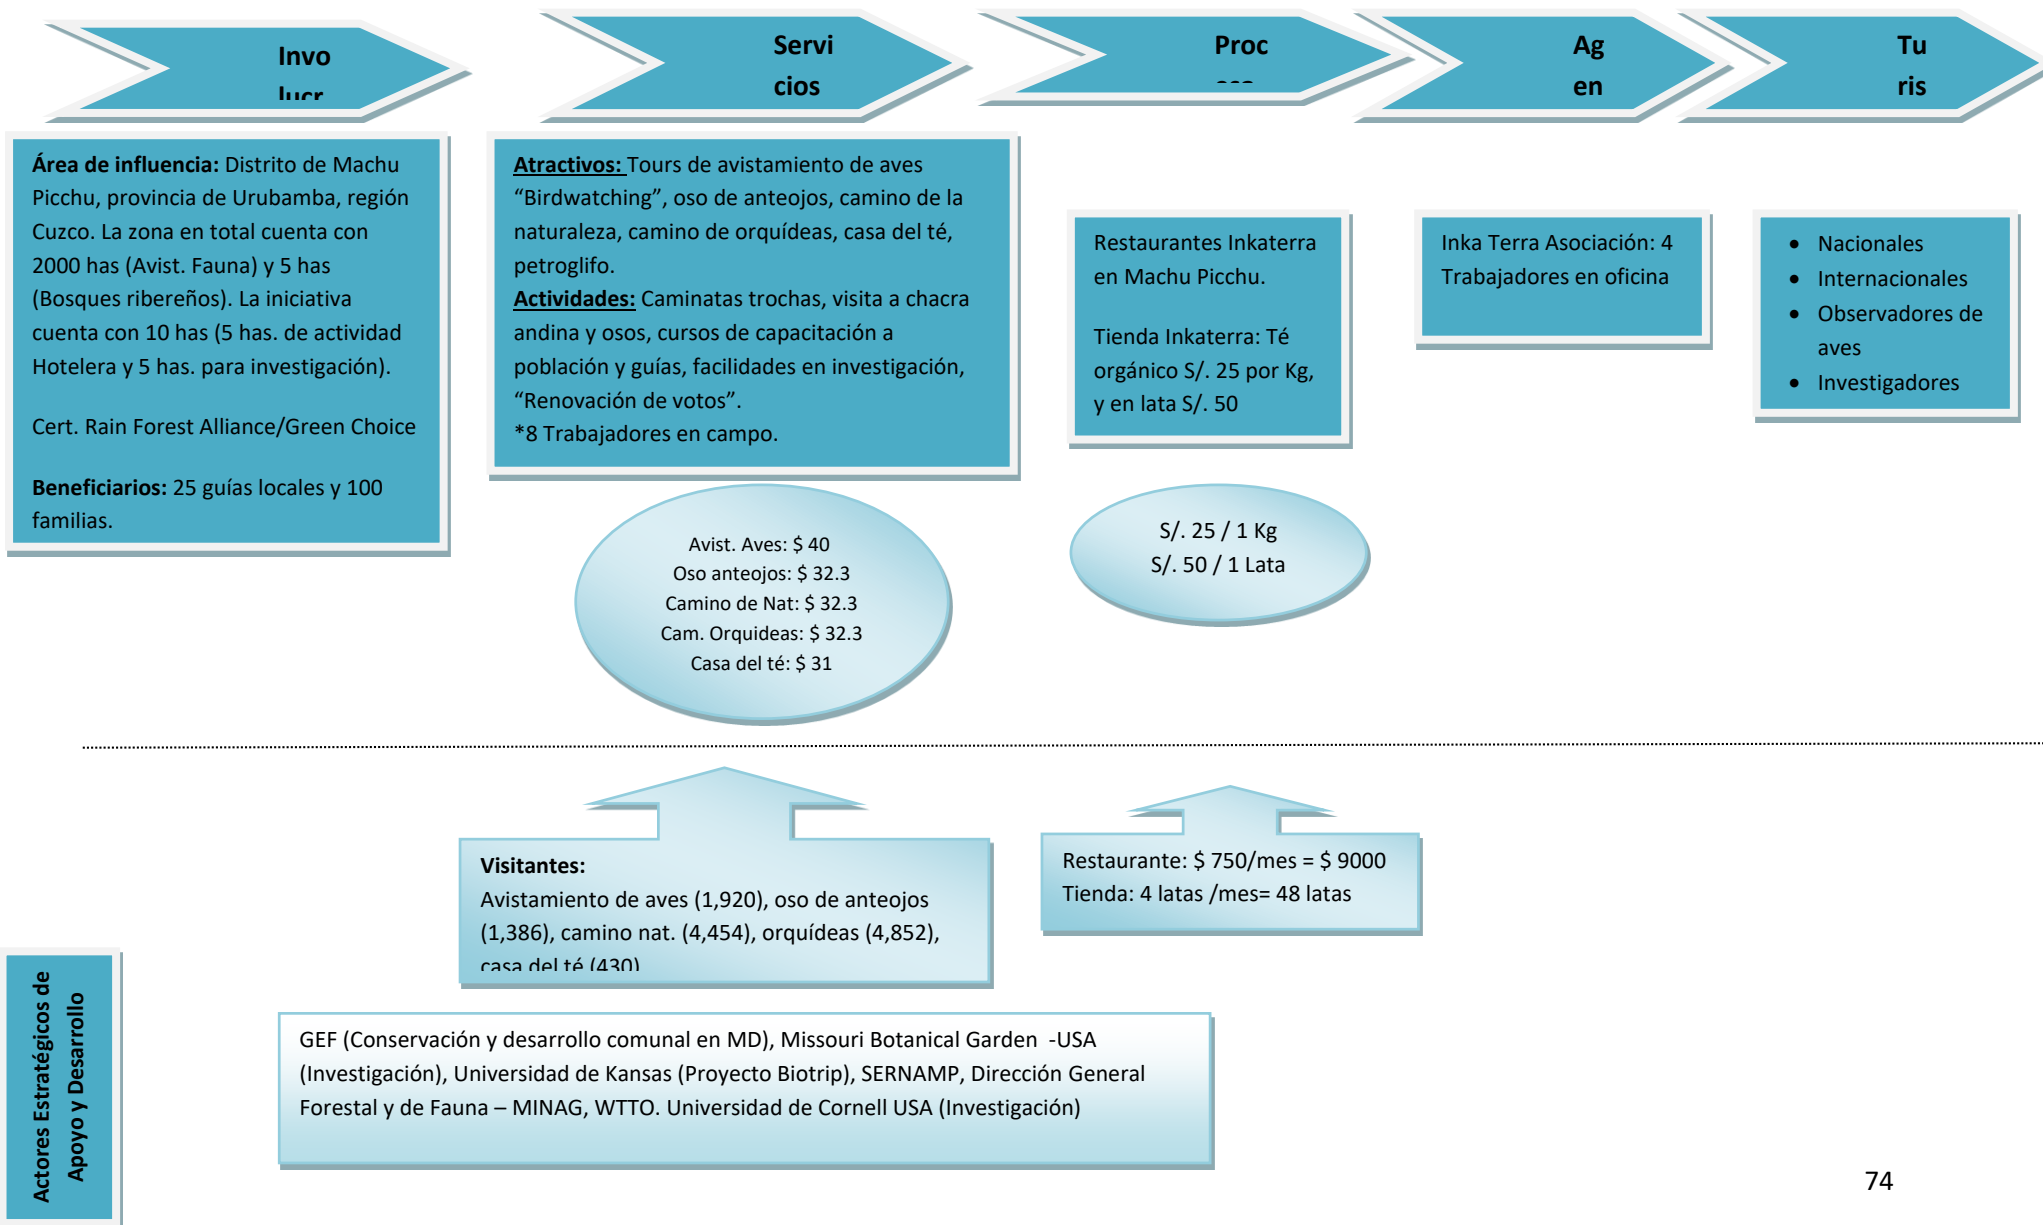 Invo
lucr
Servi
cios
Proc
Ag
en
Tu
ris
Área de influencia: Distrito de Machu
Picchu, provincia de Urubamba, región
Cuzco. La zona en total cuenta con
2000 has (Avist. Fauna) y 5 has
(Bosques ribereños). La iniciativa
cuenta con 10 has (5 has. de actividad
Hotelera y 5 has. para investigación).
Cert. Rain Forest Alliance/Green Choice
Beneficiarios: 25 guías locales y 100
familias.
Atractivos: Tours de avistamiento de aves
“Birdwatching”, oso de anteojos, camino de la
naturaleza, camino de orquídeas, casa del té,
petroglifo.
Actividades: Caminatas trochas, visita a chacra
andina y osos, cursos de capacitación a
población y guías, facilidades en investigación,
“Renovación de votos”.
*8 Trabajadores en campo.
Restaurantes Inkaterra
en Machu Picchu.
Tienda Inkaterra: Té
orgánico S/. 25 por Kg,
y en lata S/. 50
Inka Terra Asociación: 4
Trabajadores en oficina
• Nacionales
• Internacionales
• Observadores de
aves
• Investigadores
Avist. Aves: $ 40
Oso anteojos: $ 32.3
Camino de Nat: $ 32.3
Cam. Orquideas: $ 32.3
Casa del té: $ 31
S/. 25 / 1 Kg
S/. 50 / 1 Lata
Visitantes:
Avistamiento de aves (1,920), oso de anteojos
(1,386), camino nat. (4,454), orquídeas (4,852),
casa del té (430)
Restaurante: $ 750/mes = $ 9000
Tienda: 4 latas /mes= 48 latas
Actores Estratégicos de
Apoyo y Desarrollo
GEF (Conservación y desarrollo comunal en MD), Missouri Botanical Garden -USA
(Investigación), Universidad de Kansas (Proyecto Biotrip), SERNAMP, Dirección General
Forestal y de Fauna – MINAG, WTTO. Universidad de Cornell USA (Investigación)
74